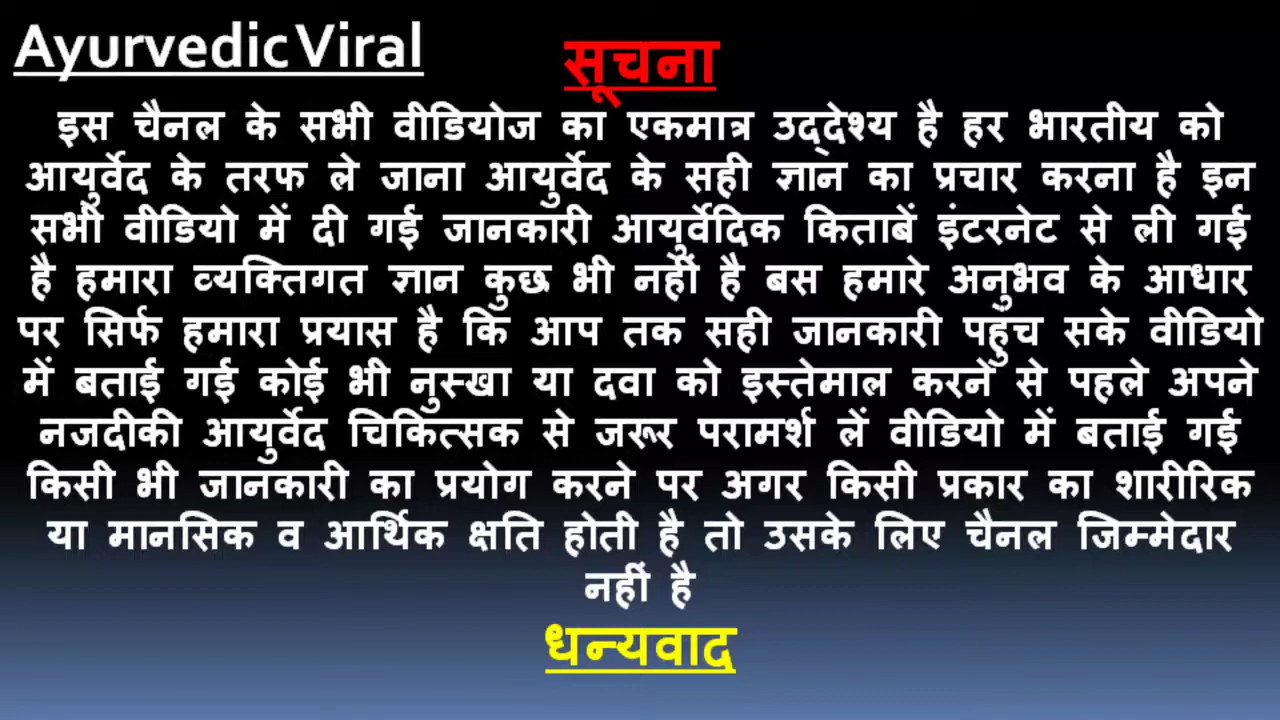 Ayurvedic Viral
सूचना
इस चैनल के सभी वीडियोज का एकमात्र उद्देश्य है हर भारतीय को
आयुर्वेद के तरफ ले जाना आयुर्वेद के सही ज्ञान का प्रचार करना है इन
सभी वीडियो में दी गई जानकारी आयुर्वेदिक किताबें इंटरनेट से ली गई
है हमारा व्यक्तिगत ज्ञान कुछ भी नहीं है बस हमारे अनुभव के आधार
पर सिर्फ हमारा प्रयास है कि आप तक सही जानकारी पहुंच सके वीडियो
में बताई गई कोई भी नुस्खा या दवा को इस्तेमाल करनें से पहले अपने
नजदीकी आयुर्वेद चिकित्सक से जरूर परामर्श लें वीडियो में बताई गई
किसी भी जानकारी का प्रयोग करने पर अगर किसी प्रकार का शारीरिक
या मानसिक व आर्थिक क्षति होती है तो उसके लिए चैनल जिम्मेदार
नहीं है
धन्यवाद